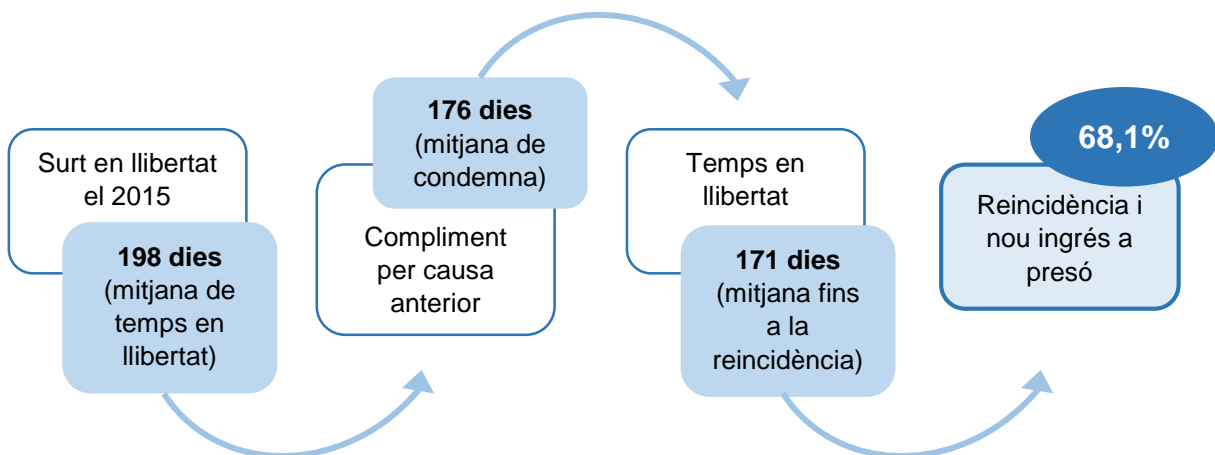 Surt en llibertat
el 2015
198 dies
(mitjana de
temps en
llibertat)
176 dies
(mitjana de
condemna)
Compliment
per causa
anterior
Temps en
llibertat
171 dies
(mitjana fins
a la
reincidència)
68,1%
Reincidència i
nou ingrés a
presó